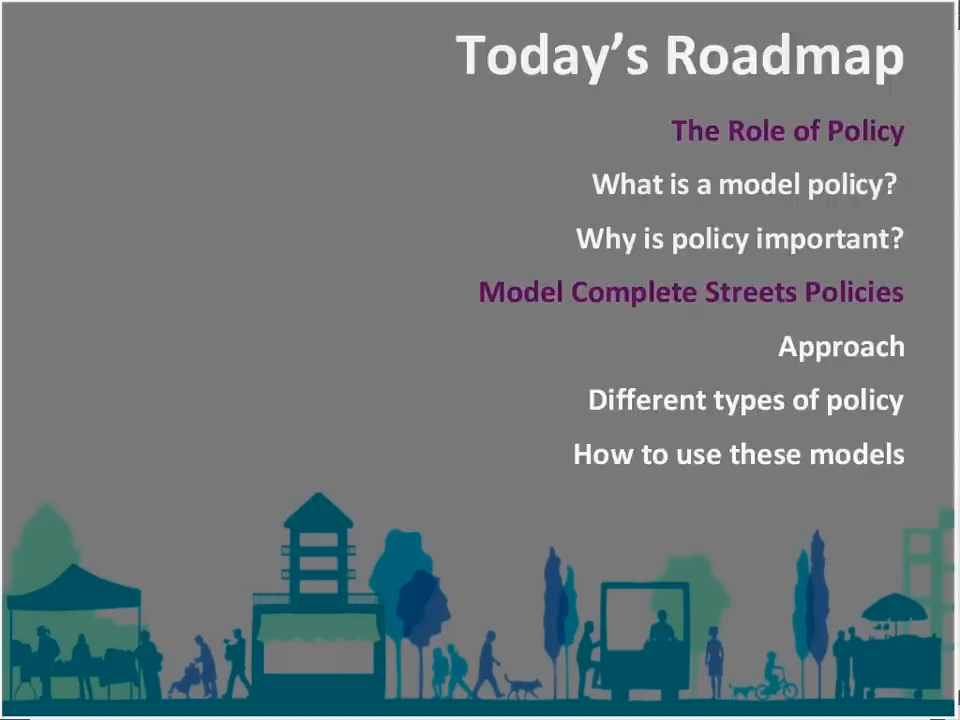 Today’s Roadmap
The Role of Policy
What is a model policy?
Why is policy important?
Model Complete Streets Policies
Approach
Different types of policy
How to use these models